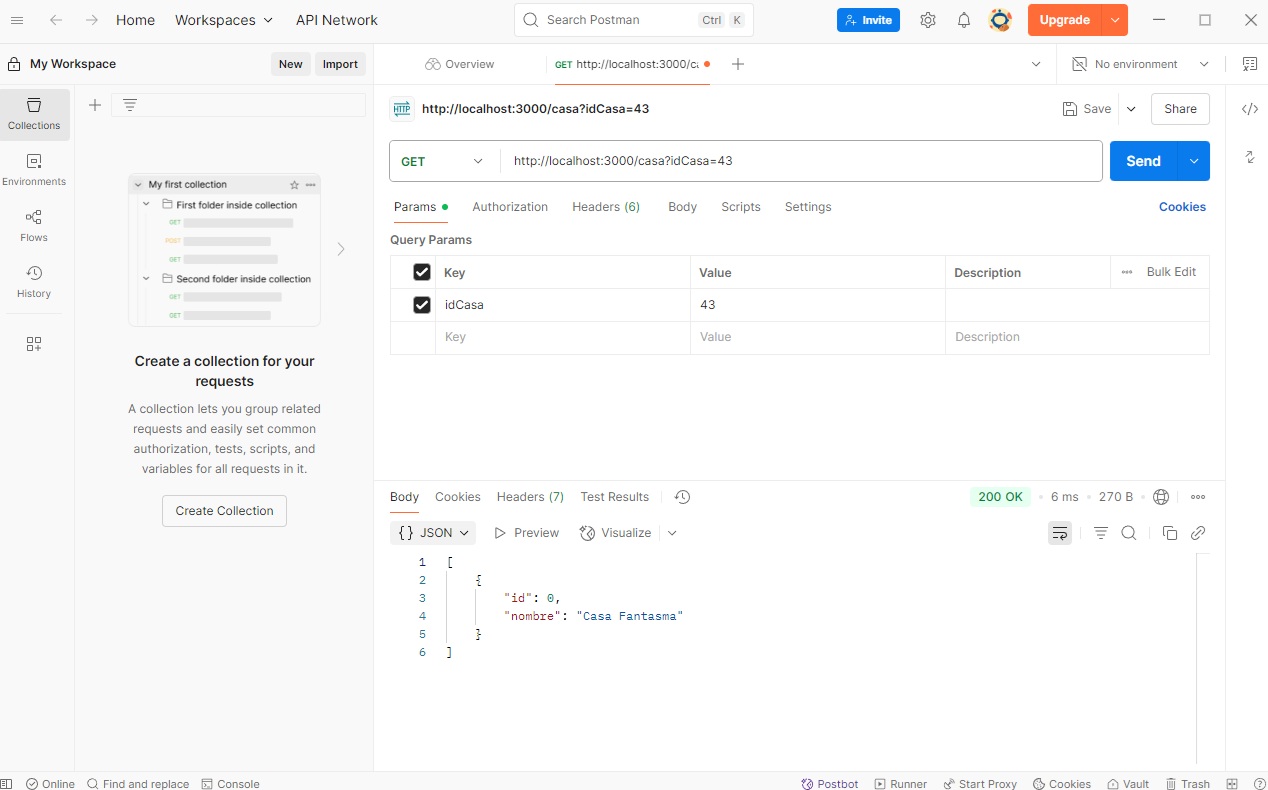 Home Workspaces API Network Search Postman Ctrl K Invite Upgrade
My Workspace New Import Overview GET http://localhost:3000/ca No environment
http://localhost:3000/casa?idCasa=43 Save Share
Collections
Environments
Flows
History
My first collection
First folder inside collection
GET
POST
GET
Second folder inside collection
GET
GET
Create a collection for your
requests
A collection lets you group related
requests and easily set common
authorization, tests, scripts, and
variables for all requests in it.
Create Collection
GET http://localhost:3000/casa?idCasa=43 Send
Params Authorization Headers (6) Body Scripts Settings Cookies
Query Params
Key Value Description Bulk Edit
idCasa 43
Key Value Description
Body Cookies Headers (7) Test Results 200 OK 6 ms 270 B
{} JSON Preview Visualize
1 [
2 {
3 "id": 0,
4 "nombre": "Casa Fantasma"
5 }
6 ]
Online Find and replace Console Postbot Runner Start Proxy Cookies Vault Trash